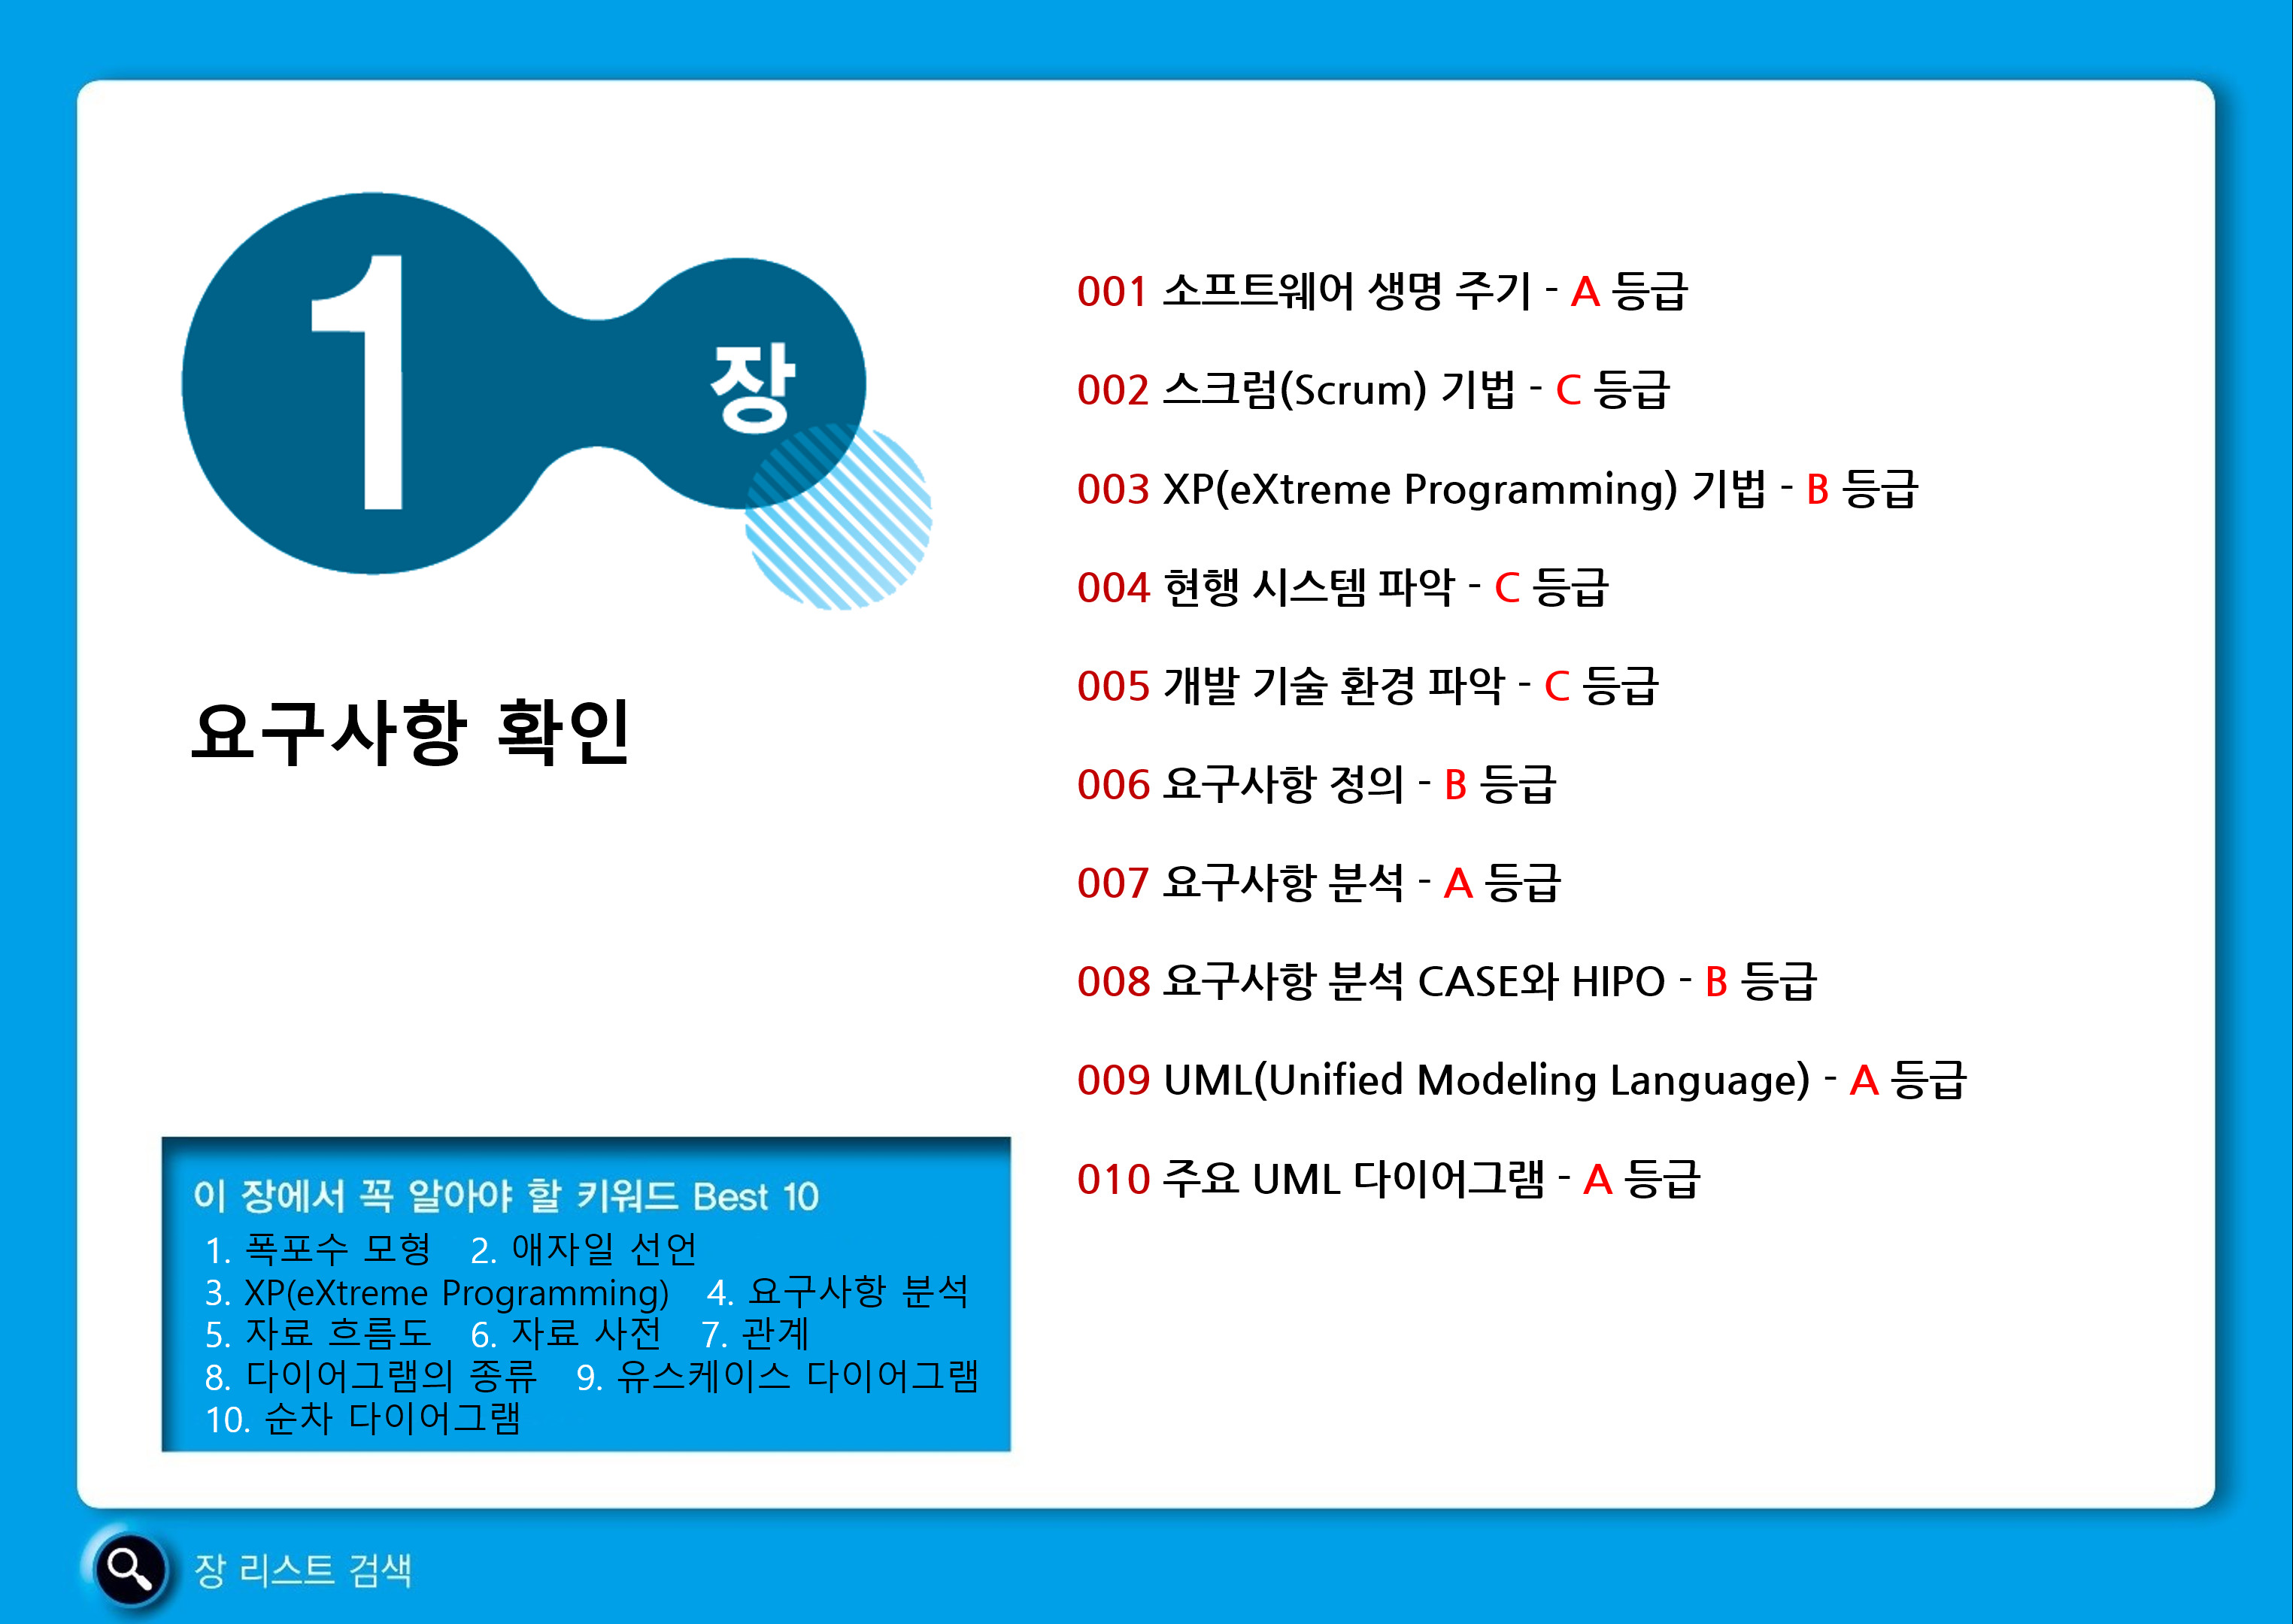 1 장
요구사항 확인
001 소프트웨어 생명 주기 - A 등급
002 스크럼(Scrum) 기법 - C 등급
003 XP(eXtreme Programming) 기법 - B 등급
004 현행 시스템 파악 - C 등급
005 개발 기술 환경 파악 - C 등급
006 요구사항 정의 - B 등급
007 요구사항 분석 - A 등급
008 요구사항 분석 CASE와 HIPO - B 등급
009 UML(Unified Modeling Language) - A 등급
010 주요 UML 다이어그램 - A 등급
이 장에서 꼭 알아야 할 키워드 Best 10
1. 폭포수 모형 2. 애자일 선언
3. XP(eXtreme Programming) 4. 요구사항 분석
5. 자료 흐름도 6. 자료 사전 7. 관계
8. 다이어그램의 종류 9. 유스케이스 다이어그램
10. 순차 다이어그램
장 리스트 검색